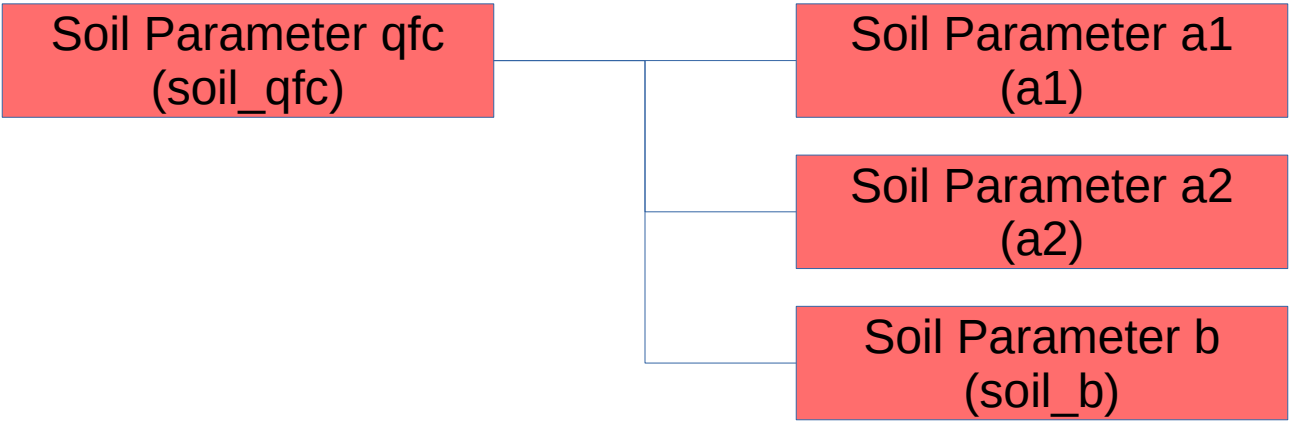 Soil Parameter qfc
(soil_qfc)
Soil Parameter a1
(a1)
Soil Parameter a2
(a2)
Soil Parameter b
(soil_b)